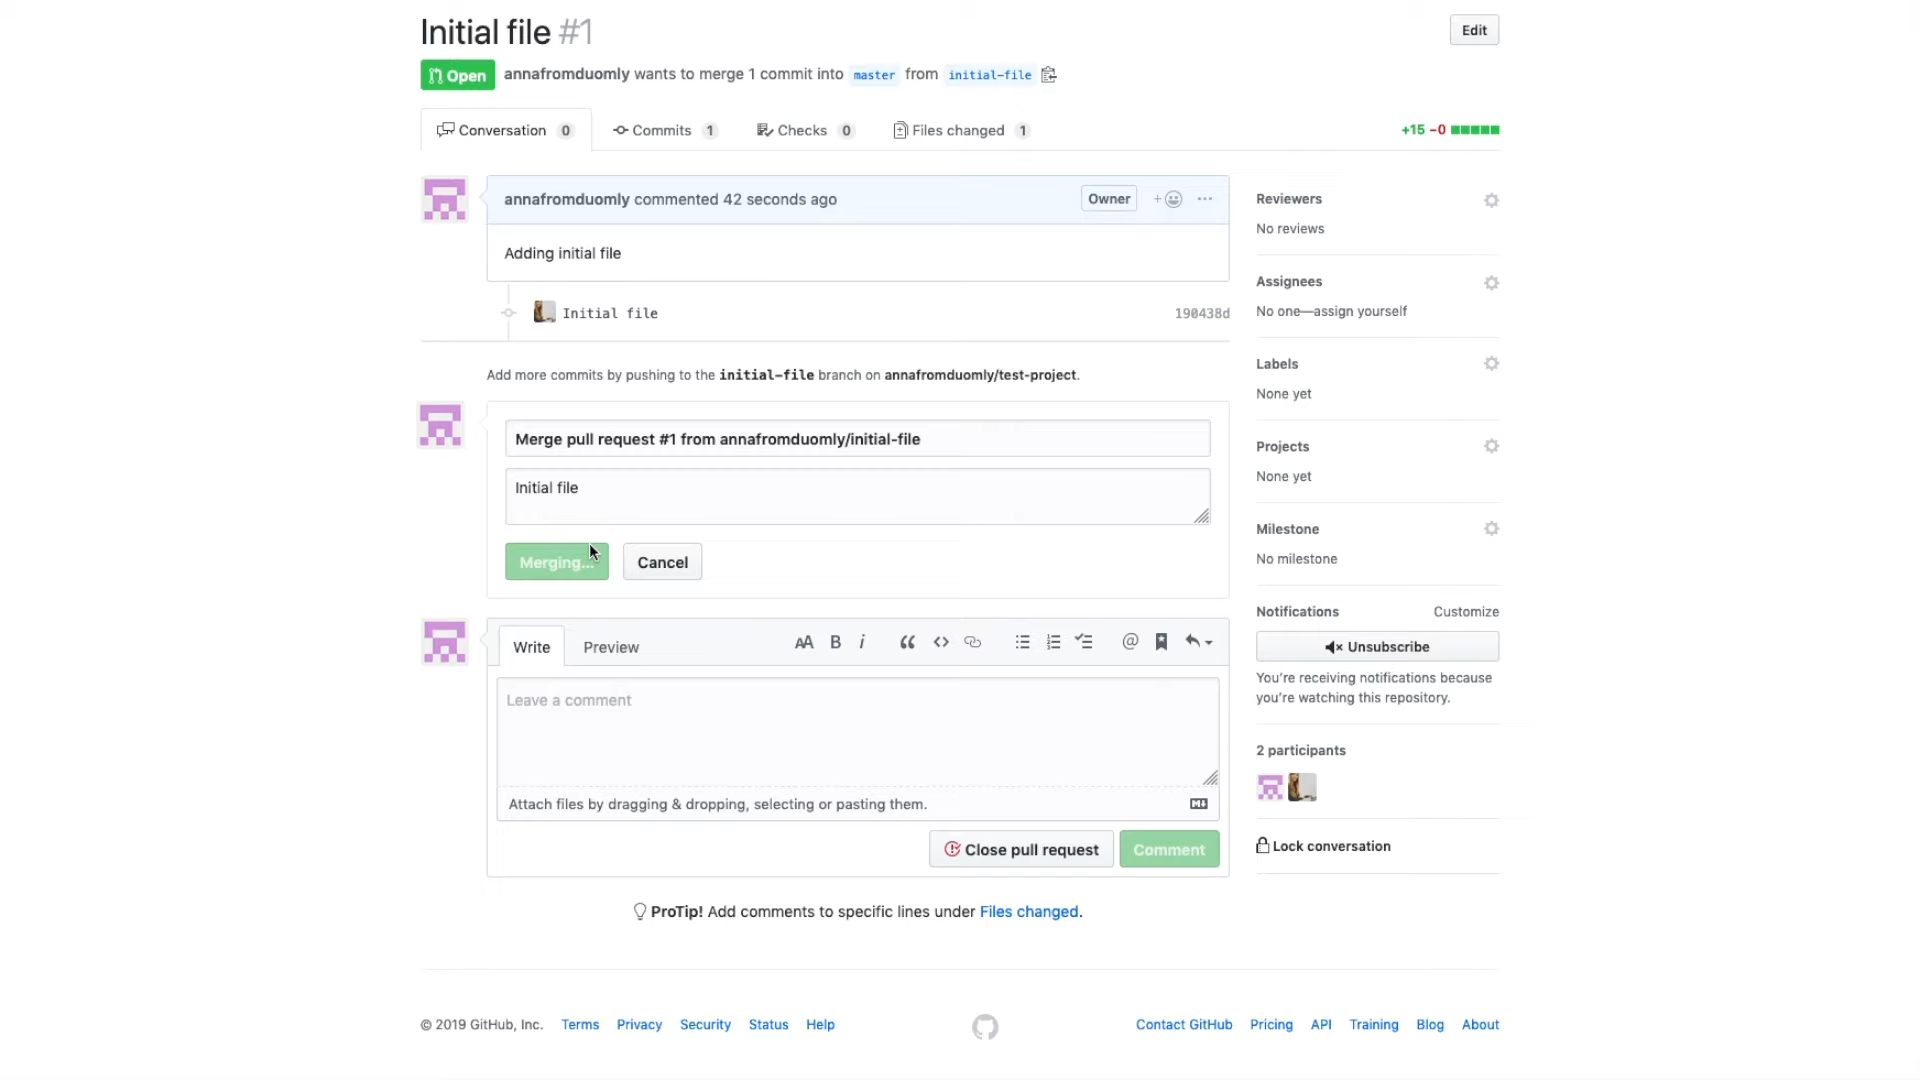 Initial file #1
Edit
Open annafromduomly wants to merge 1 commit into master from initial-file
Conversation 0 Commits 1 Checks 0 Files changed 1 +15 −0
annafromduomly commented 42 seconds ago Owner + ···
Adding initial file
Initial file 190438d
Add more commits by pushing to the initial-file branch on annafromduomly/test-project.
Merge pull request #1 from annafromduomly/initial-file
Initial file
Merging... Cancel
Write Preview AA B i “ <> @
Leave a comment
Attach files by dragging & dropping, selecting or pasting them.
Close pull request Comment
ProTip! Add comments to specific lines under Files changed.
Reviewers
No reviews
Assignees
No one—assign yourself
Labels
None yet
Projects
None yet
Milestone
No milestone
Notifications Customize
Unsubscribe
You’re receiving notifications because
you’re watching this repository.
2 participants
Lock conversation
© 2019 GitHub, Inc. Terms Privacy Security Status Help Contact GitHub Pricing API Training Blog About